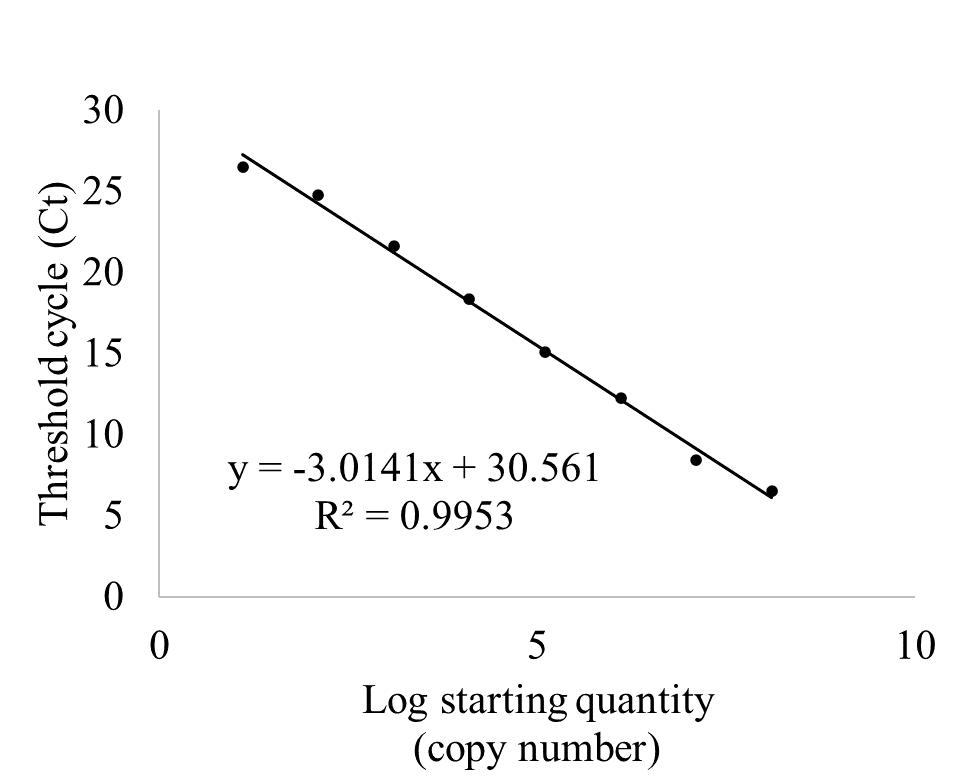 30
25
20
15
10
5
0
Threshold cycle (Ct)
y = -3.0141x + 30.561
R² = 0.9953
0 5 10
Log starting quantity
(copy number)